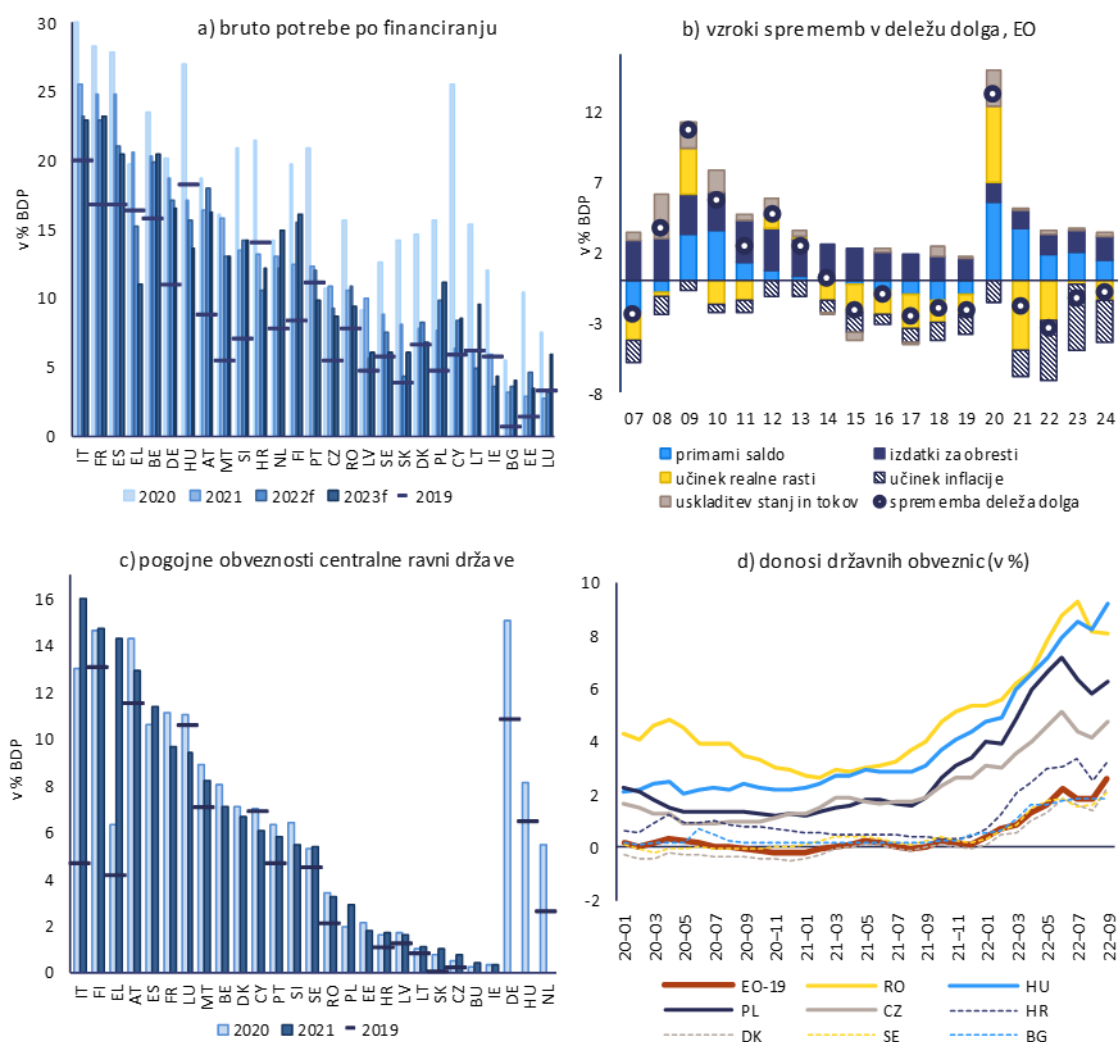 a) bruto potrebe po financiranju
v % BDP
30
25
20
15
10
5
0
IT FR ES EL BE DE HU AT MT SI HR NL FI PT CZ RO LV SE SK DK PL CY LT IE BG EE LU
2020 2021 2022f 2023f 2019
b) vzroki sprememb v deležu dolga, EO
v % BDP
12
7
2
-3
-8
07 08 09 10 11 12 13 14 15 16 17 18 19 20 21 22 23 24
primarni saldo izdatki za obresti
učinek realne rasti učinek inflacije
uskladitev stanj in tokov sprememba deleža dolga
c) pogojne obveznosti centralne ravni države
v % BDP
16
14
12
10
8
6
4
2
0
IT FI EL AT ES FR LU MT BE DK CY PT SI SE RO PL EE HR LV LT SK CZ BU IE DE HU NL
2020 2021 2019
d) donosi državnih obveznic (v %)
10
8
6
4
2
0
-2
20-01 20-03 20-05 20-07 20-09 20-11 21-01 21-03 21-05 21-07 21-09 21-11 22-01 22-03 22-05 22-07 22-09
EO-19 RO HU
PL CZ HR
DK SE BG